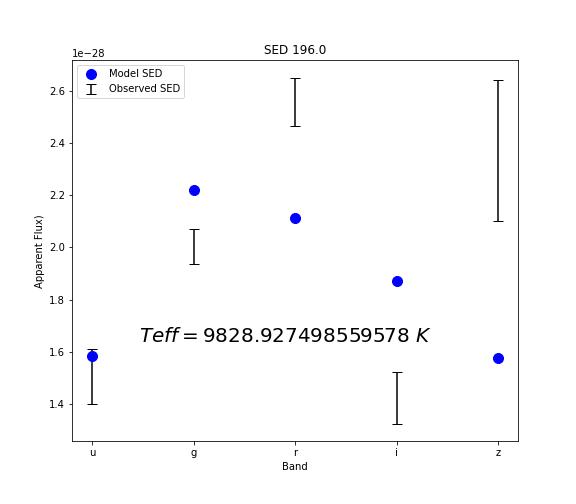 SED 196.0
1e−28
Model SED
Observed SED
2.6
2.4
2.2
2.0
1.8
1.6
1.4
Apparent Flux)
Teff = 9828.927498559578 K
u g r i z
Band